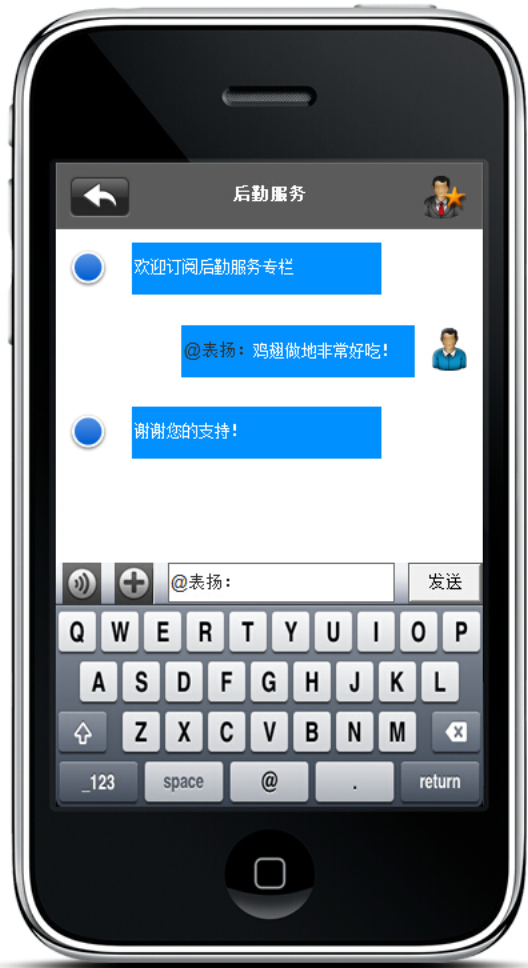 后勤服务
欢迎订阅后勤服务专栏
@表扬：鸡翅做地非常好吃！
谢谢您的支持！
@表扬：
发送
Q W E R T Y U I O P
A S D F G H J K L
Z X C V B N M
_123 space @ . return